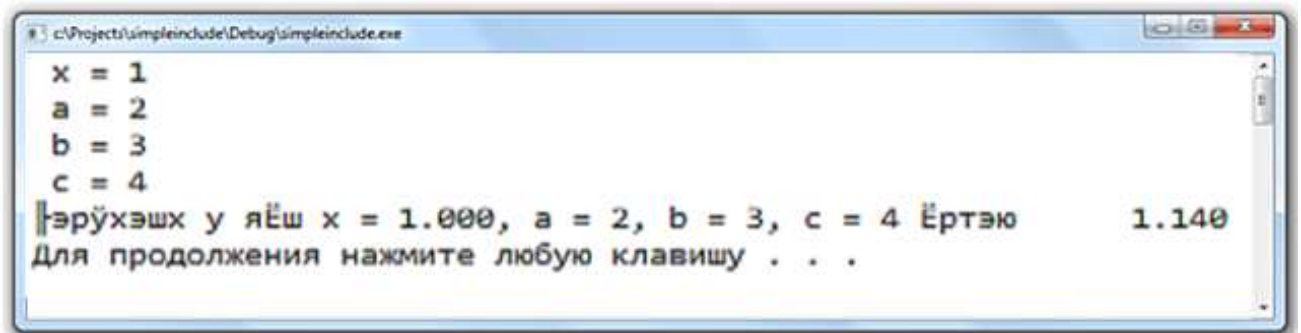 c:\Projects\simpleinclude\Debug\simpleinclude.exe
x = 1
a = 2
b = 3
c = 4
╟эрўхэшх у яЁш x = 1.000, a = 2, b = 3, c = 4 Ёртэю 1.140
Для продолжения нажмите любую клавишу . . .